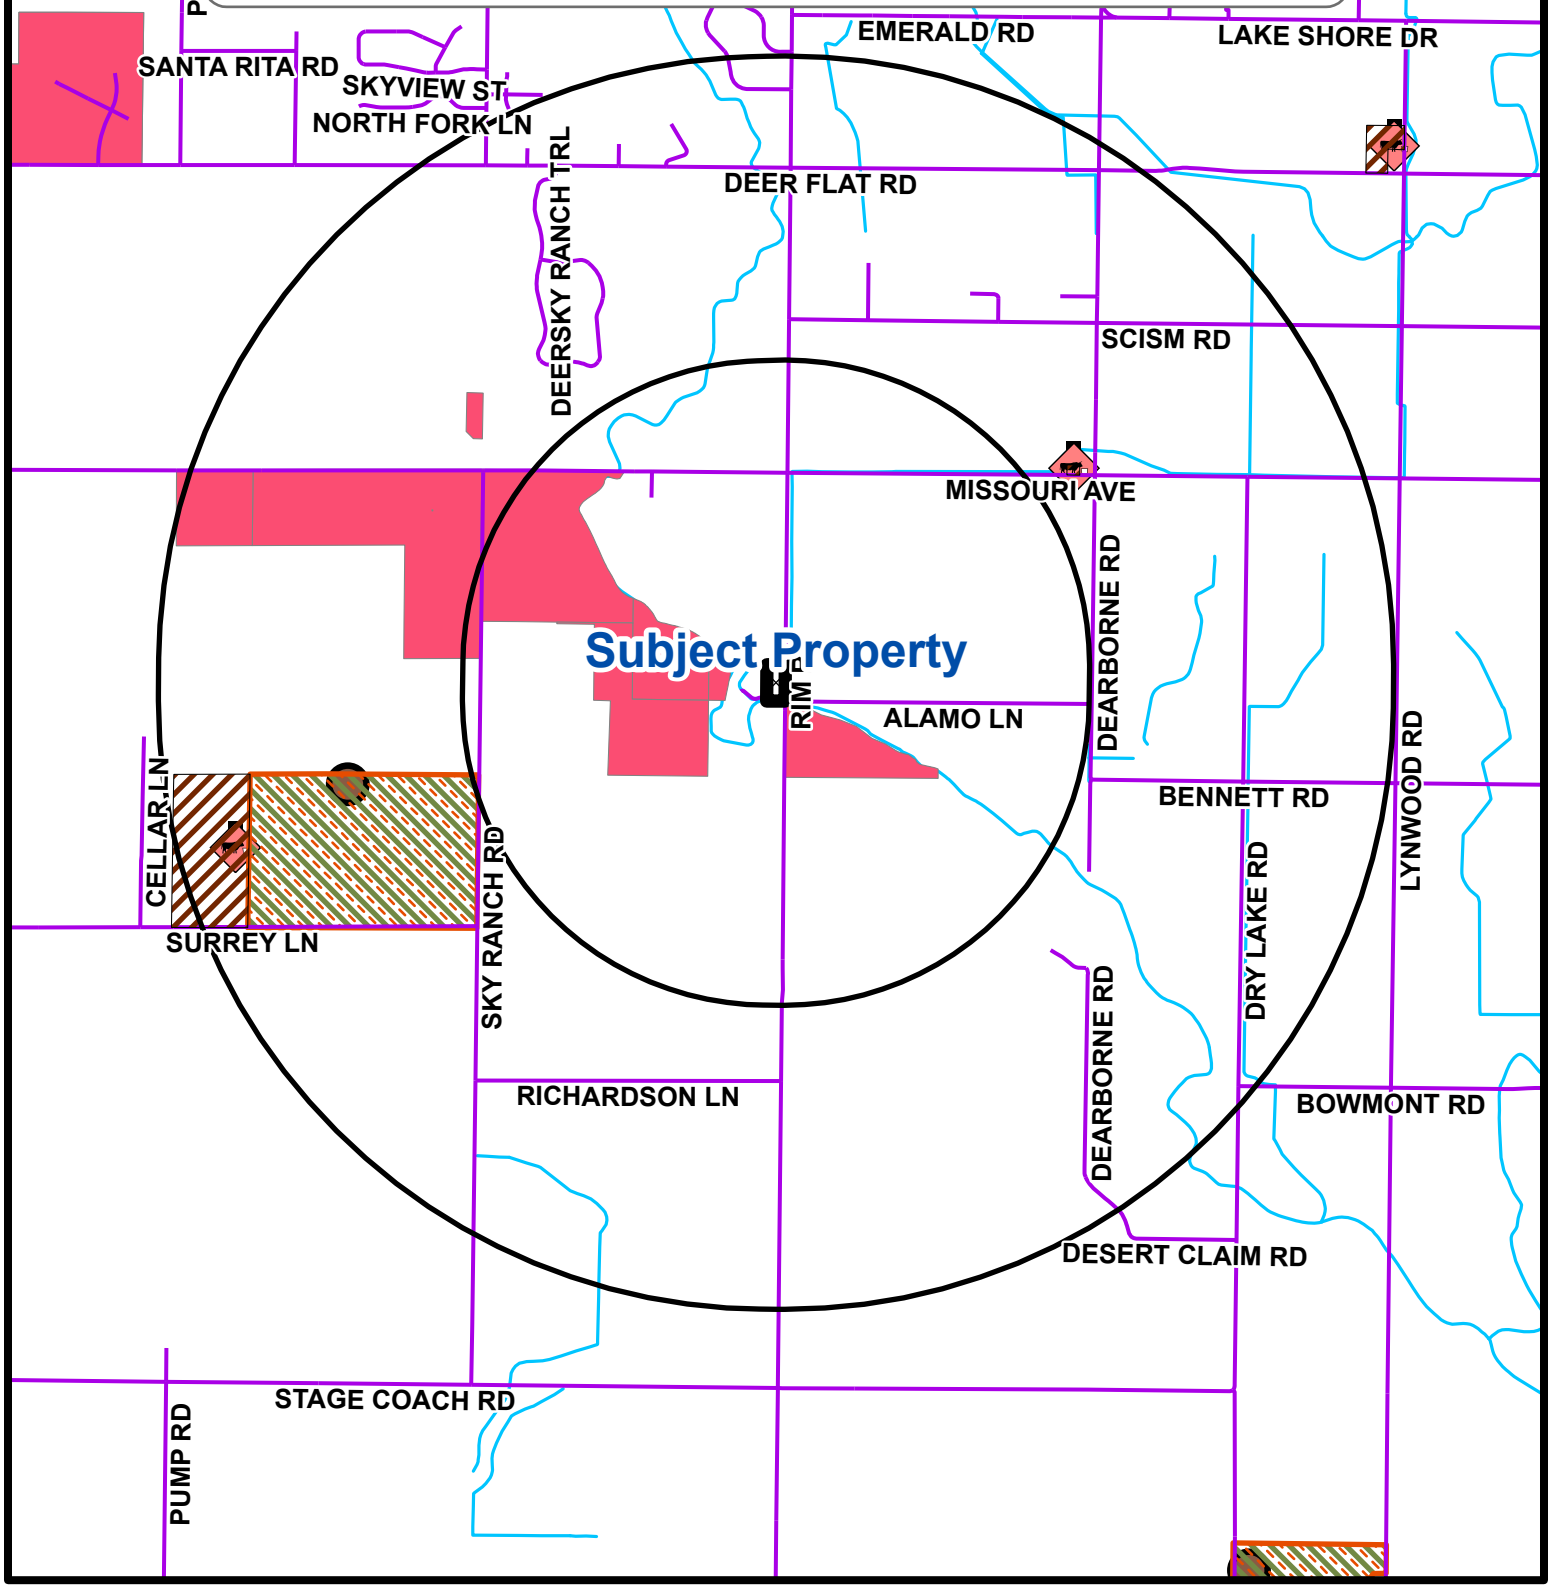 P
EMERALD RD
LAKE SHORE DR
SANTA RITA RD
SKYVIEW ST
NORTH FORK LN
DEER FLAT RD
DEERSKY RANCH TRL
SCISM RD
MISSOURI AVE
DEARBORNE RD
Subject Property
RIM
ALAMO LN
LYNWOOD RD
CELLAR LN
BENNETT RD
SKY RANCH RD
DRY LAKE RD
SURREY LN
DEARBORNE RD
RICHARDSON LN
BOWMONT RD
DESERT CLAIM RD
STAGE COACH RD
PUMP RD